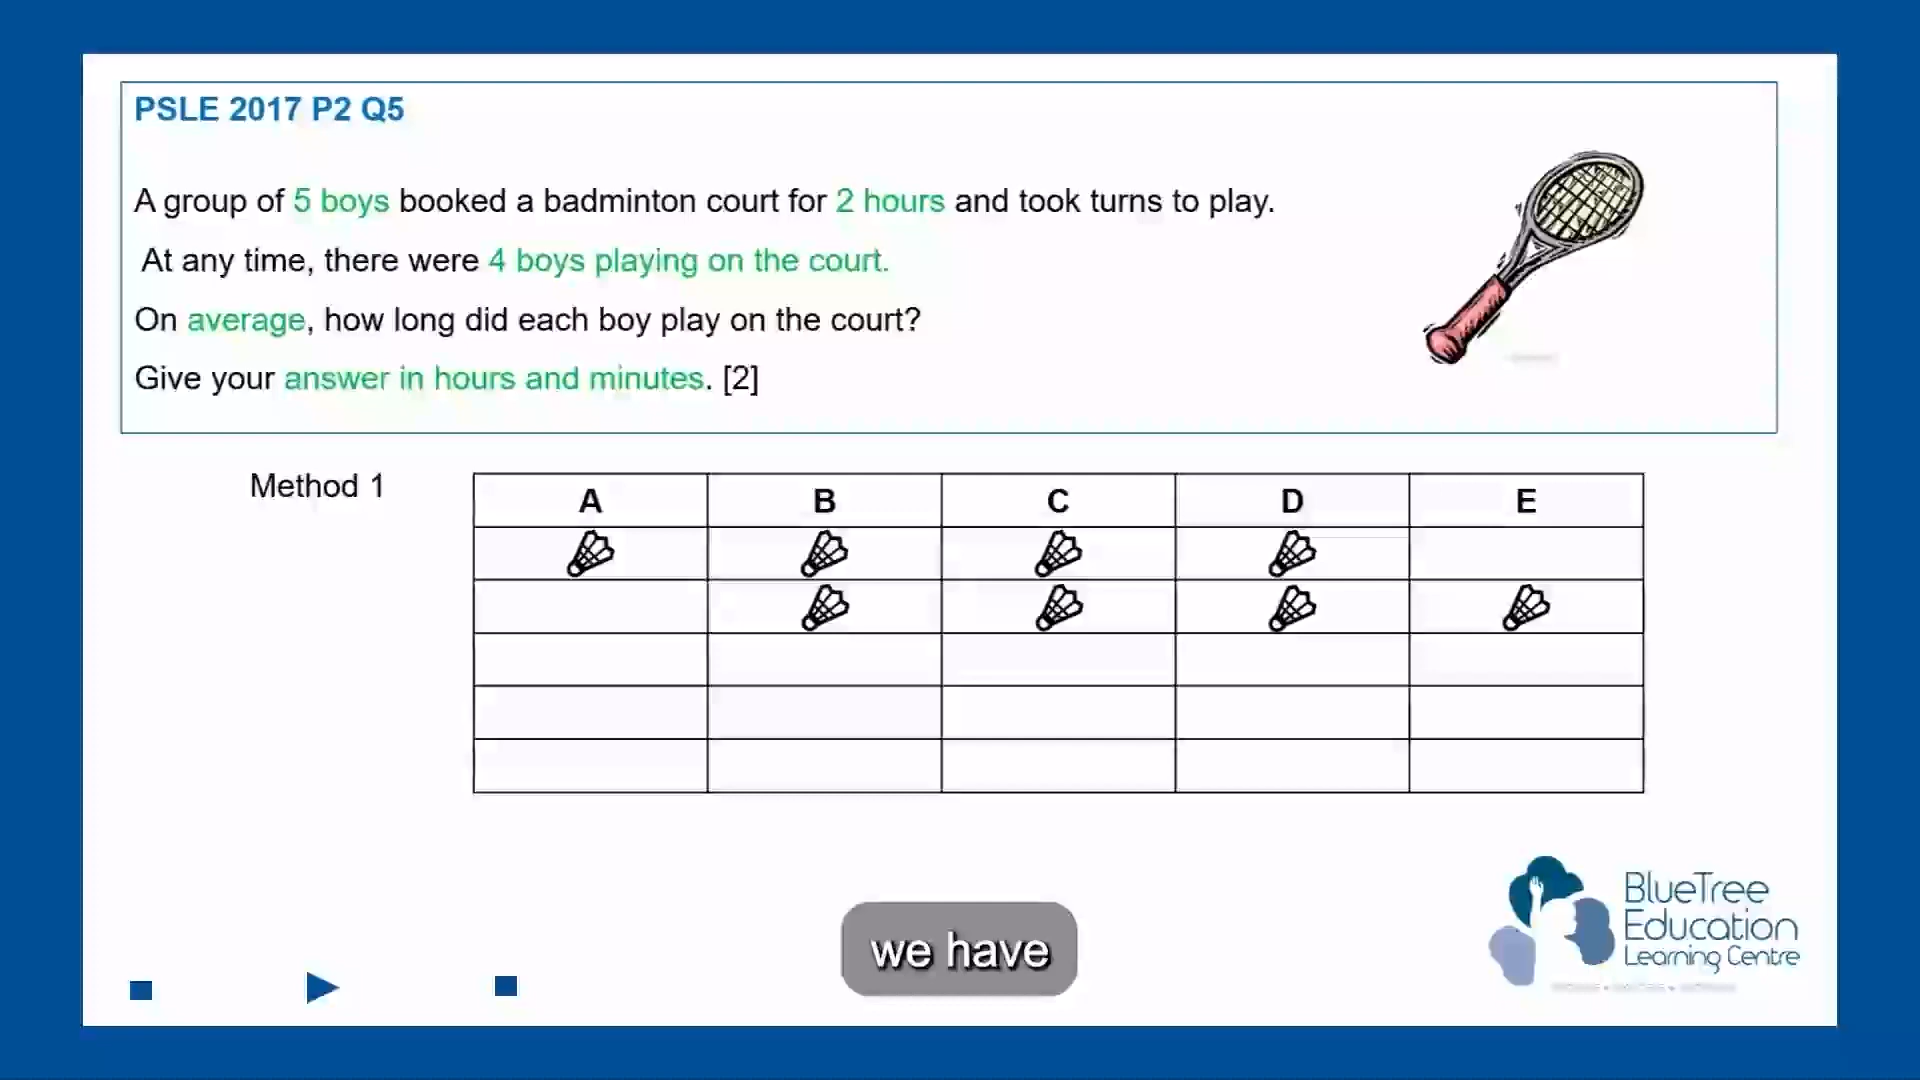 PSLE 2017 P2 Q5
A group of 5 boys booked a badminton court for 2 hours and took turns to play.
At any time, there were 4 boys playing on the court.
On average, how long did each boy play on the court?
Give your answer in hours and minutes. [2]
Method 1
A B C D E
we have
BlueTree
Education
Learning Centre